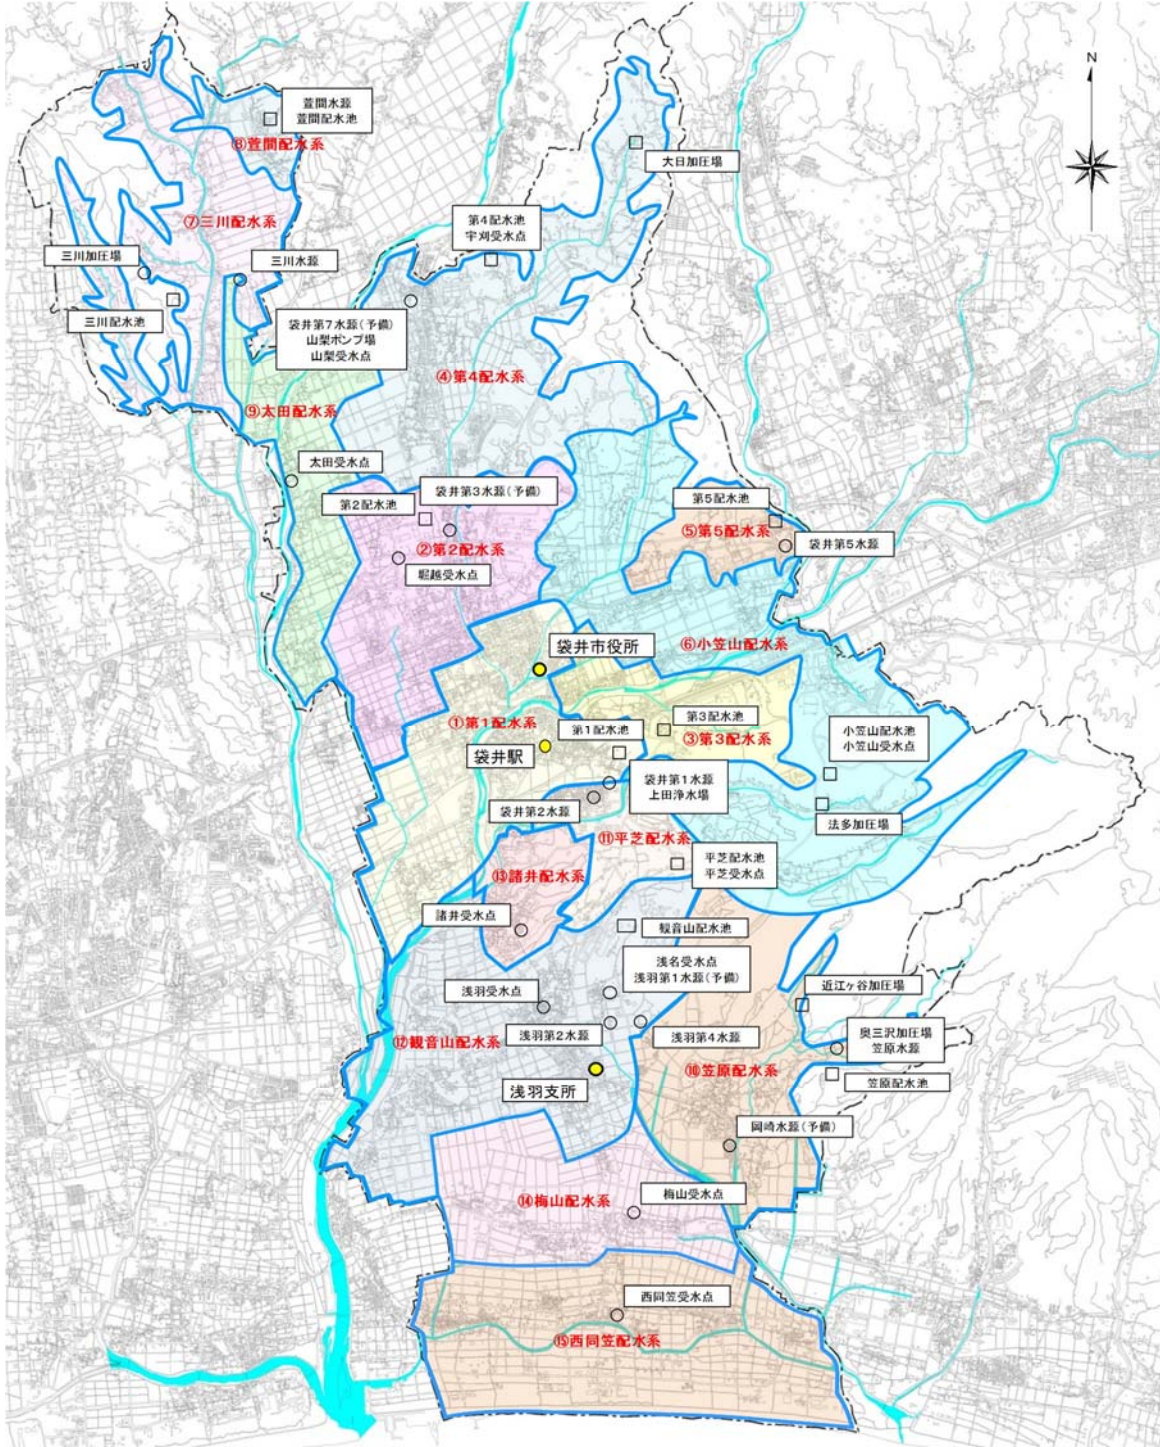 N
萱間水源
萱間配水池
⑧萱間配水系
大日加圧場
⑦三川配水系
第4配水池
宇刈受水点
三川加圧場
三川水源
三川配水池
袋井第7水源(予備)
山梨ポンプ場
山梨受水点
④第4配水系
⑨太田配水系
太田受水点
袋井第3水源(予備)
第2配水池
第5配水池
⑤第5配水系
②第2配水系
袋井第5水源
堀越受水点
袋井市役所
⑥小笠山配水系
①第1配水系
第3配水池
第1配水池
③第3配水系
小笠山配水池
小笠山受水点
袋井駅
袋井第1水源
上田浄水場
袋井第2水源
法多加圧場
⑪平芝配水系
平芝配水池
平芝受水点
⑬諸井配水系
諸井受水点
観音山配水池
浅名受水点
浅羽第1水源(予備)
浅羽受水点
近江ヶ谷加圧場
浅羽第2水源
浅羽第4水源
奥三沢加圧場
笠原水源
⑫観音山配水系
⑩笠原配水系
笠原配水池
浅羽支所
岡崎水源(予備)
⑭梅山配水系
梅山受水点
西同笠受水点
⑮西同笠配水系